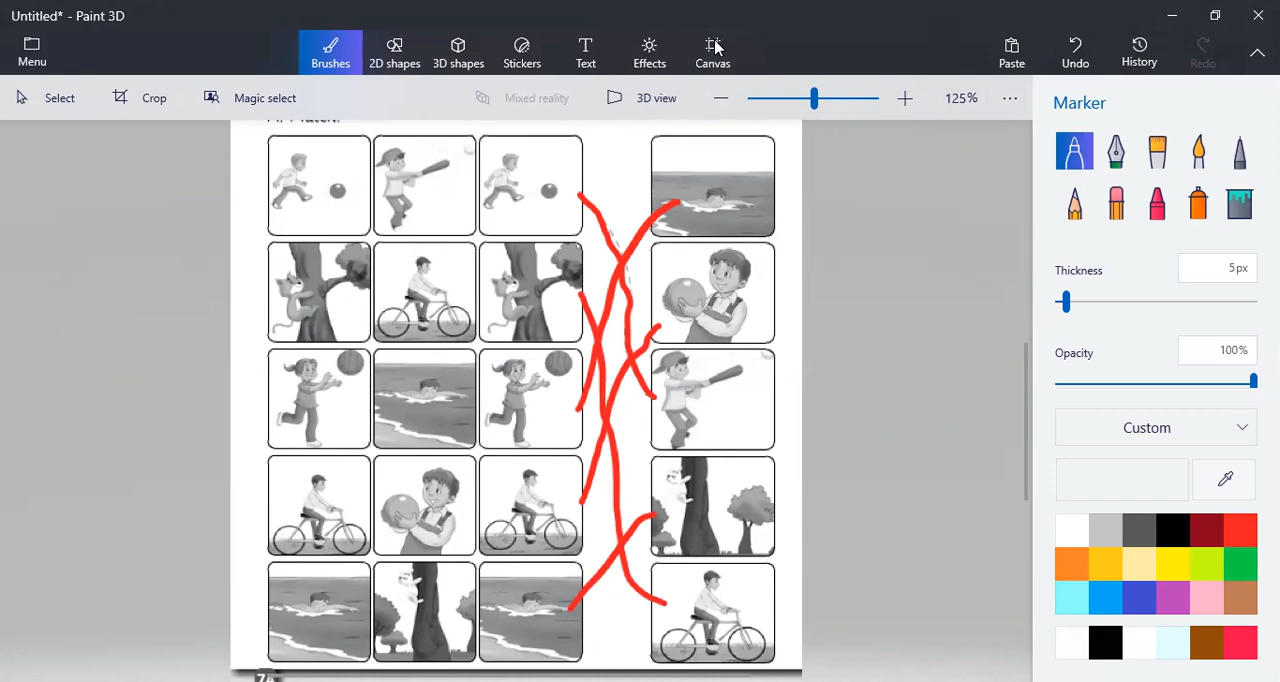 Untitled* - Paint 3D
Menu
Brushes
2D shapes
3D shapes
Stickers
Text
Effects
Canvas
Paste
Undo
History
Redo
Select
Crop
Magic select
Mixed reality
3D view
125%
Marker
Thickness
5px
Opacity
100%
Custom